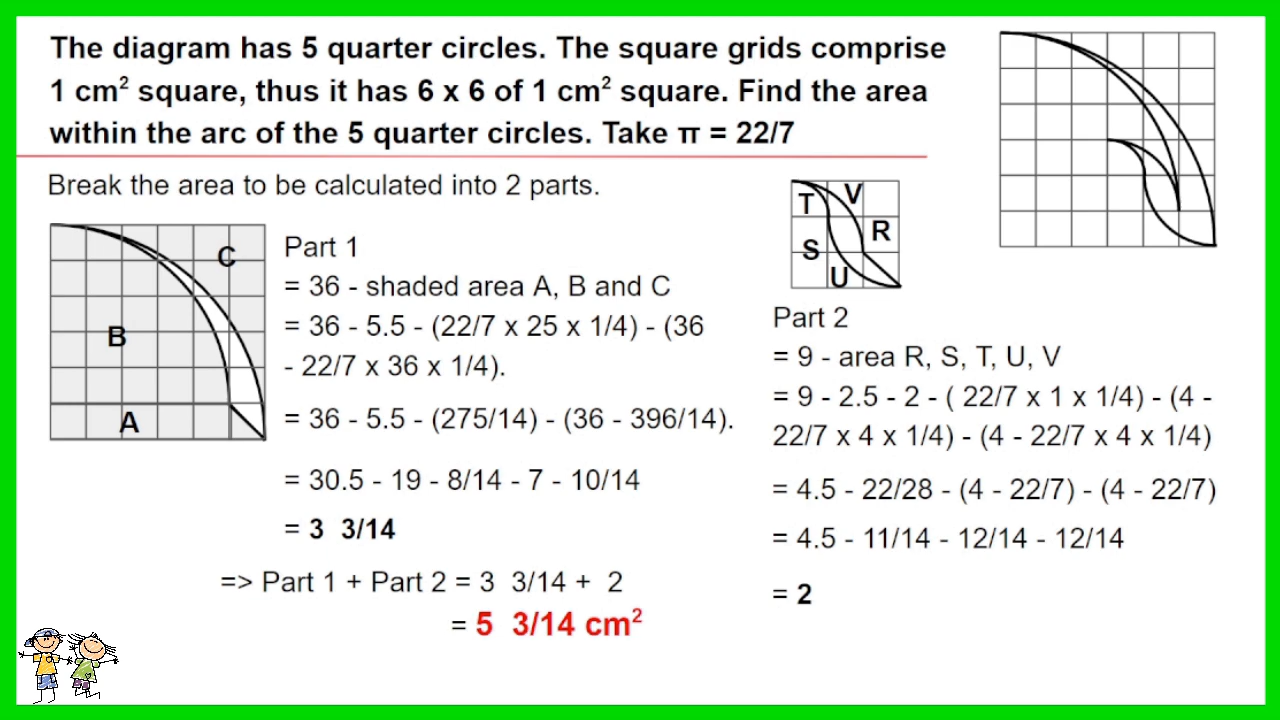 The diagram has 5 quarter circles. The square grids comprise
1 cm² square, thus it has 6 x 6 of 1 cm² square. Find the area
within the arc of the 5 quarter circles. Take π = 22/7
Break the area to be calculated into 2 parts.
C
B
A
Part 1
= 36 - shaded area A, B and C
= 36 - 5.5 - (22/7 x 25 x 1/4) - (36
- 22/7 x 36 x 1/4).
= 36 - 5.5 - (275/14) - (36 - 396/14).
= 30.5 - 19 - 8/14 - 7 - 10/14
= 3 3/14
T V
R
S
U
Part 2
= 9 - area R, S, T, U, V
= 9 - 2.5 - 2 - ( 22/7 x 1 x 1/4) - (4 -
22/7 x 4 x 1/4) - (4 - 22/7 x 4 x 1/4)
= 4.5 - 22/28 - (4 - 22/7) - (4 - 22/7)
= 4.5 - 11/14 - 12/14 - 12/14
= 2
=> Part 1 + Part 2 = 3 3/14 + 2
= 5 3/14 cm²